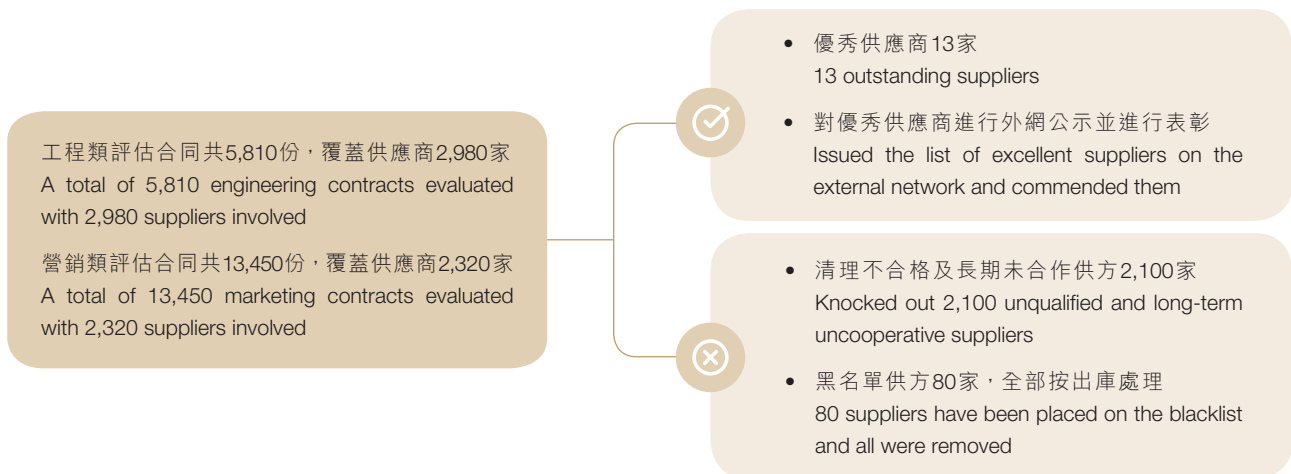 工程類評估合同共5,810份，覆蓋供應商2,980家
A total of 5,810 engineering contracts evaluated
with 2,980 suppliers involved
營銷類評估合同共13,450份，覆蓋供應商2,320家
A total of 13,450 marketing contracts evaluated
with 2,320 suppliers involved
• 優秀供應商13家
13 outstanding suppliers
• 對優秀供應商進行外網公示並進行表彰
Issued the list of excellent suppliers on the
external network and commended them
• 清理不合格及長期未合作供方2,100家
Knocked out 2,100 unqualified and long-term
uncooperative suppliers
• 黑名單供方80家，全部按出庫處理
80 suppliers have been placed on the blacklist
and all were removed